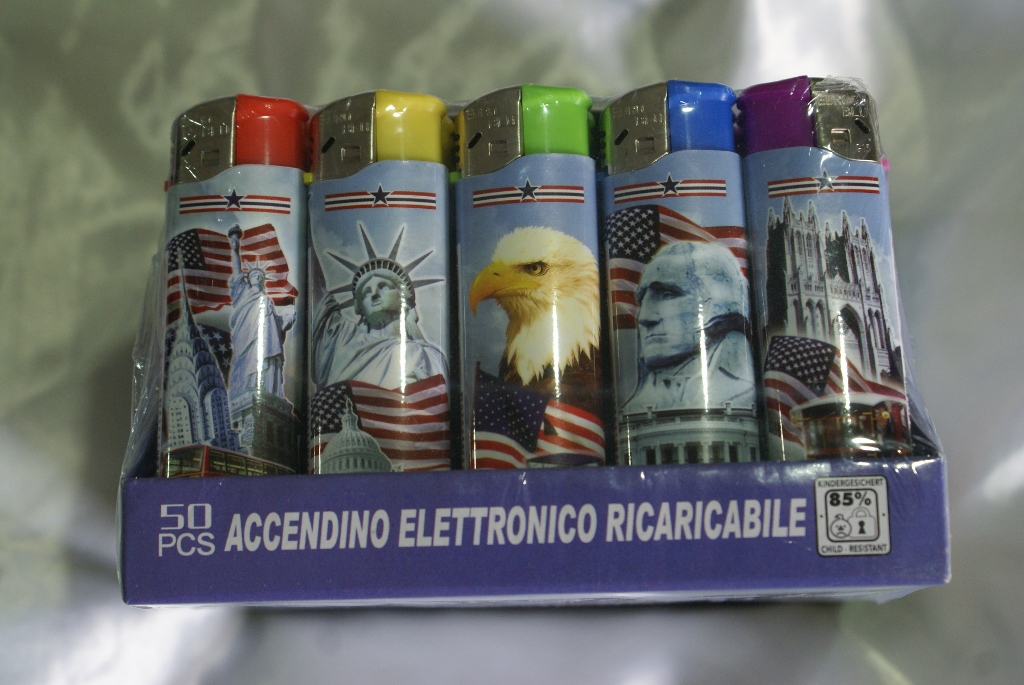 50
PCS
ACCENDINO ELETTRONICO RICARICABILE
KINDERGESICHERT
85%
CHILD - RESISTANT